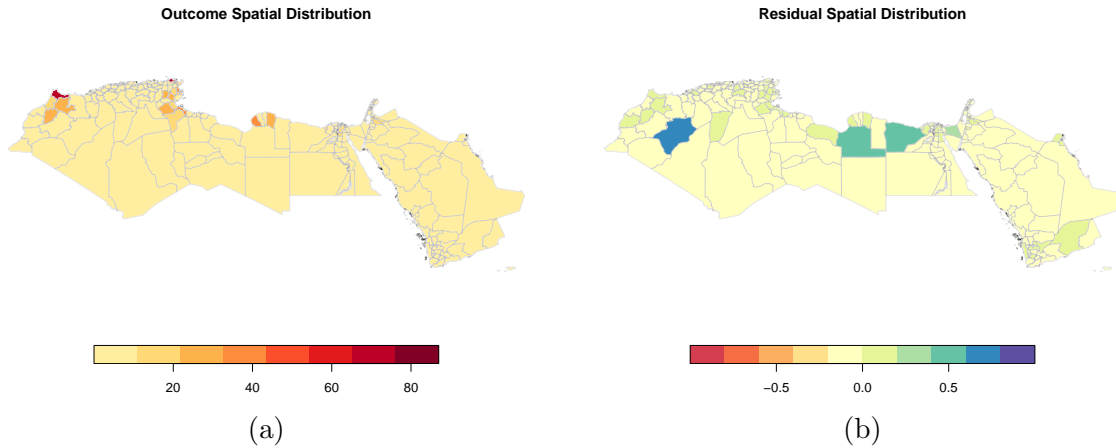 Outcome Spatial Distribution
Residual Spatial Distribution
20 40 60 80
−0.5 0.0 0.5
(a)
(b)